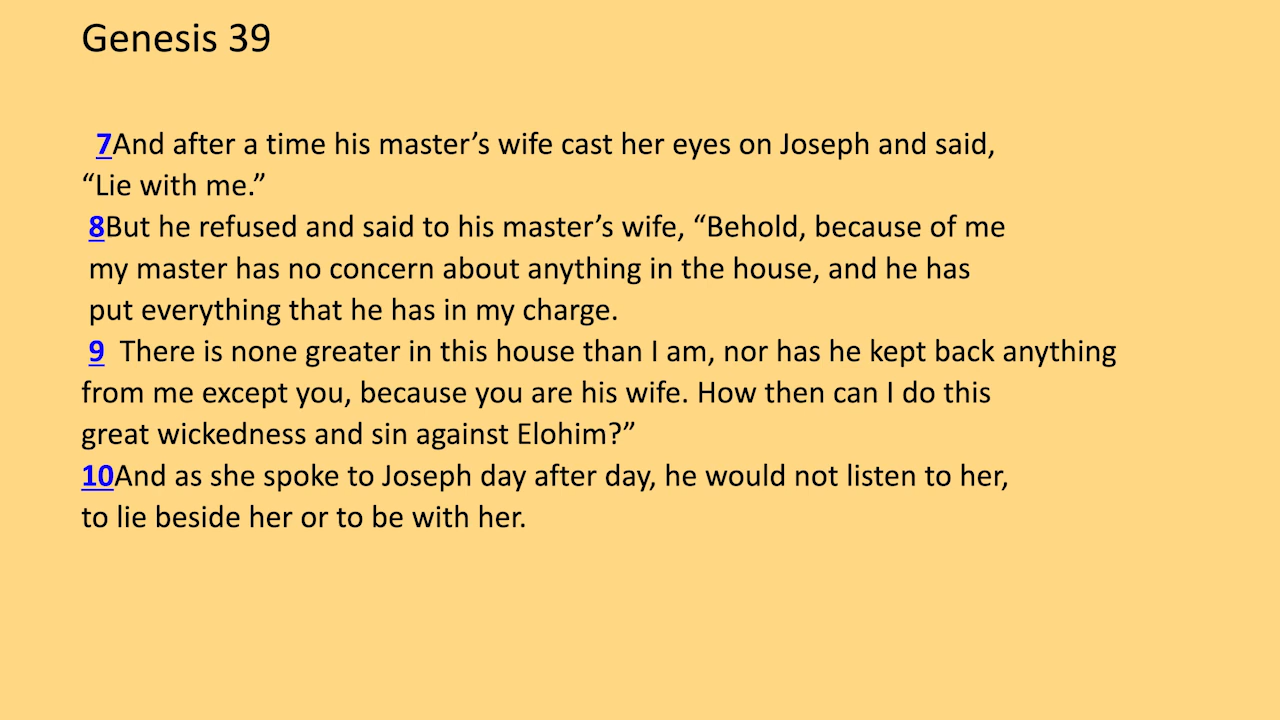 Genesis 39
7And after a time his master’s wife cast her eyes on Joseph and said,
“Lie with me.”
8But he refused and said to his master’s wife, “Behold, because of me
my master has no concern about anything in the house, and he has
put everything that he has in my charge.
9 There is none greater in this house than I am, nor has he kept back anything
from me except you, because you are his wife. How then can I do this
great wickedness and sin against Elohim?”
10And as she spoke to Joseph day after day, he would not listen to her,
to lie beside her or to be with her.